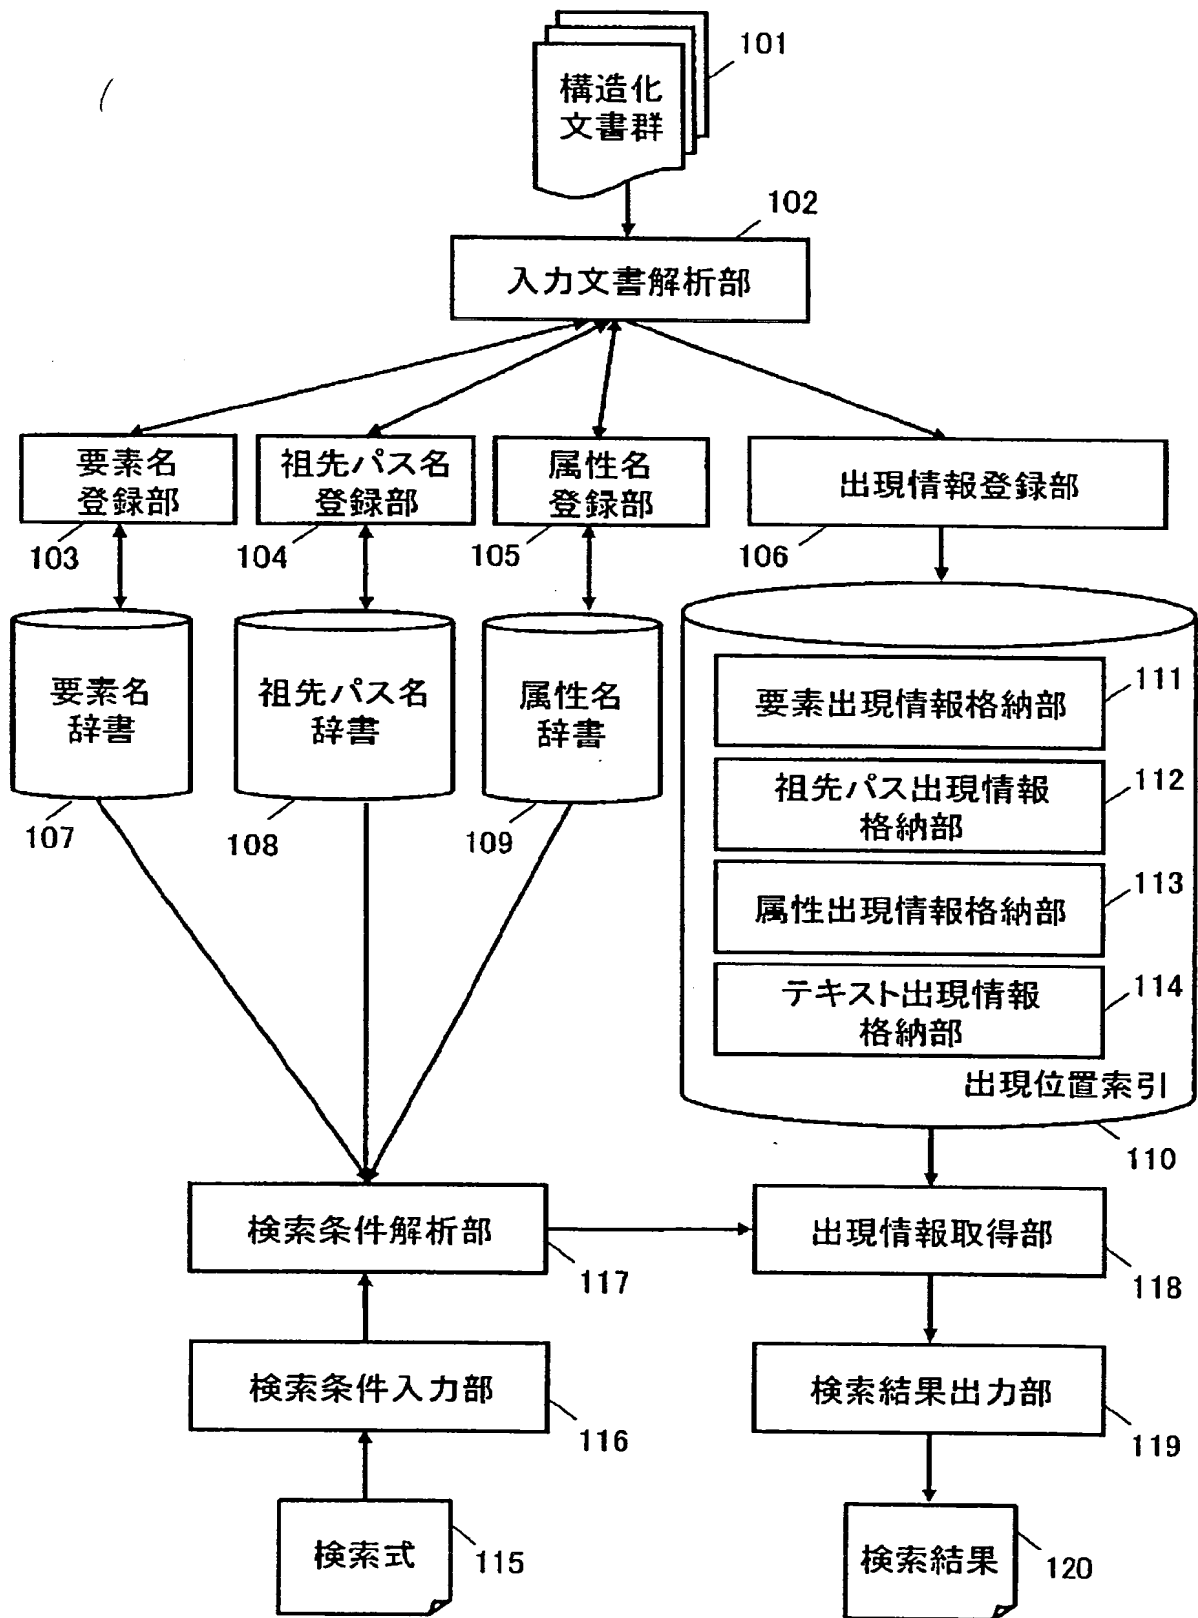 101
構造化
文書群
102
入力文書解析部
要素名
登録部
103
祖先パス名
登録部
104
属性名
登録部
105
出現情報登録部
106
要素名
辞書
107
祖先パス名
辞書
108
属性名
辞書
109
要素出現情報格納部
111
祖先パス出現情報
格納部
112
属性出現情報格納部
113
テキスト出現情報
格納部
114
出現位置索引
110
検索条件解析部
117
出現情報取得部
118
検索条件入力部
116
検索結果出力部
119
検索式
115
検索結果
120